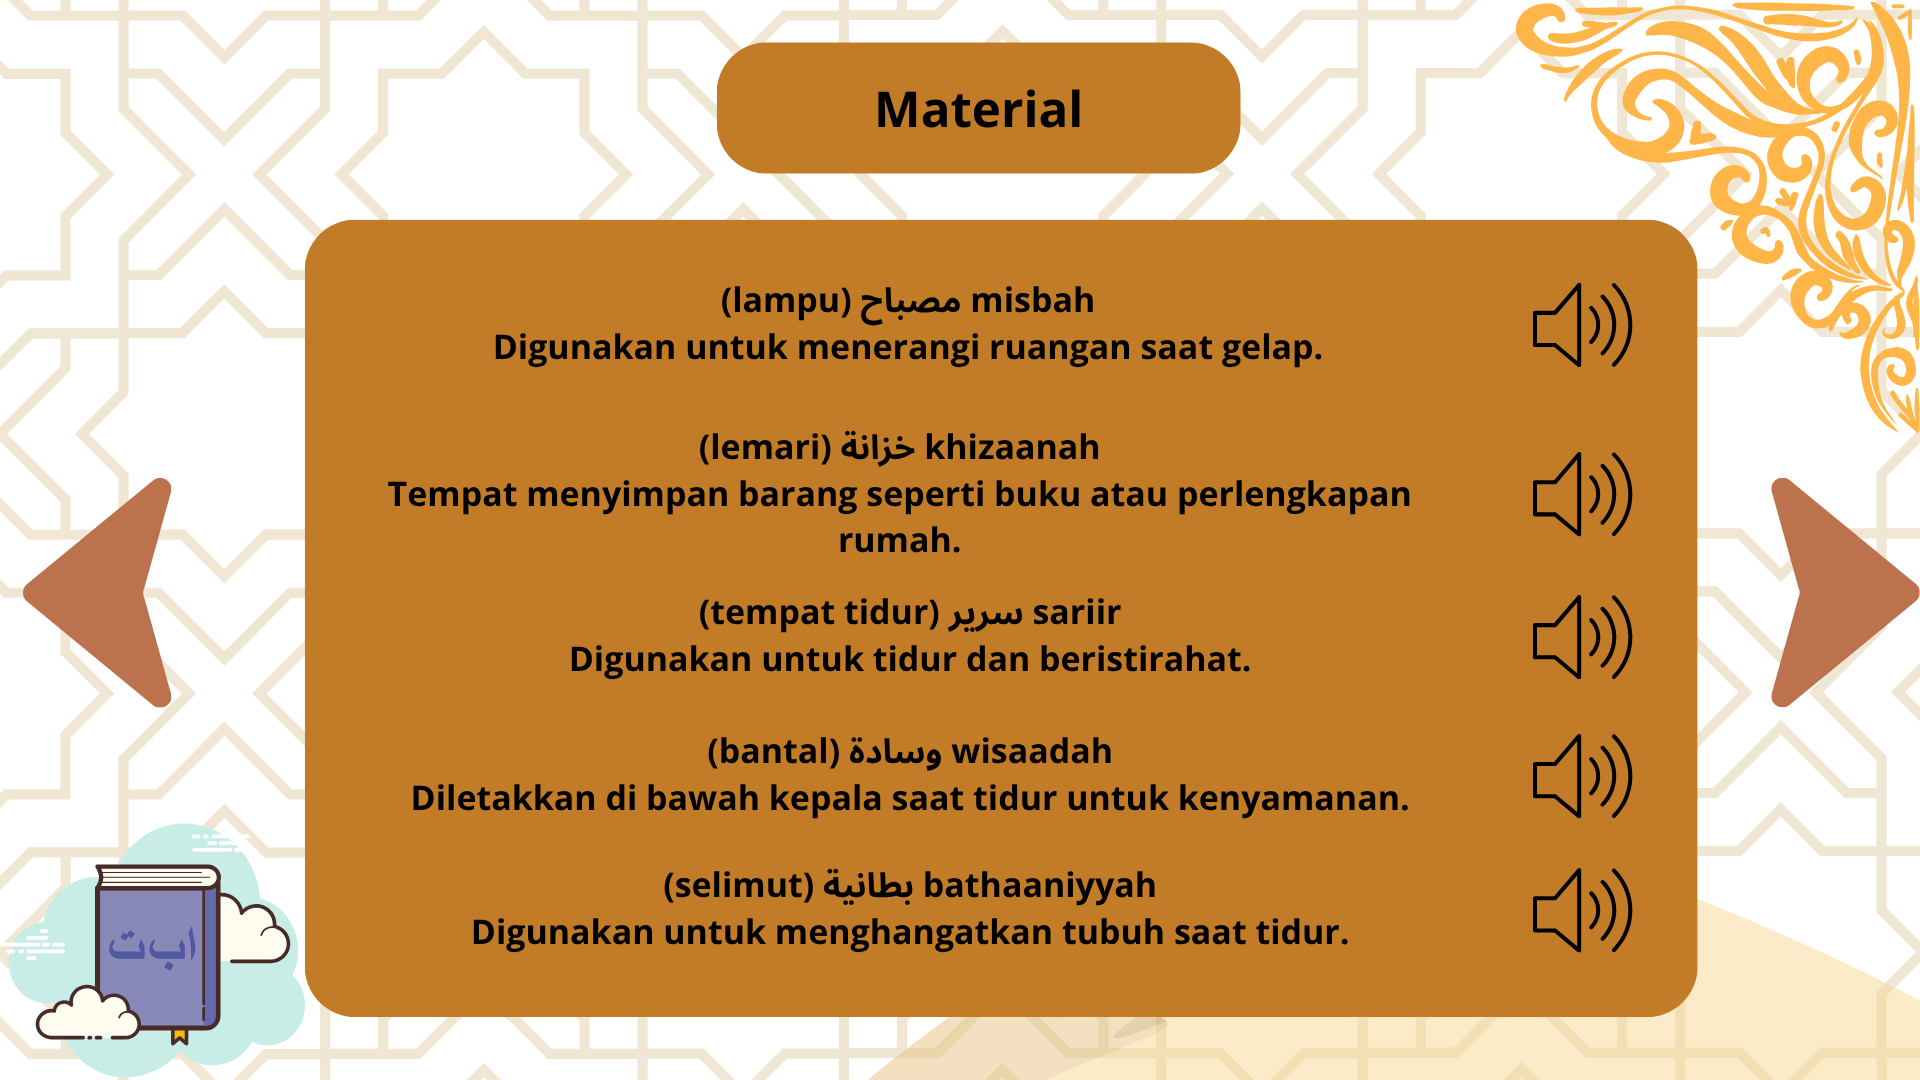 Material
(lampu) مصباح misbah
Digunakan untuk menerangi ruangan saat gelap.
(lemari) خزانة khizaanah
Tempat menyimpan barang seperti buku atau perlengkapan
rumah.
(tempat tidur) سرير sariir
Digunakan untuk tidur dan beristirahat.
(bantal) وسادة wisaadah
Diletakkan di bawah kepala saat tidur untuk kenyamanan.
(selimut) بطانية bathaaniyyah
Digunakan untuk menghangatkan tubuh saat tidur.
ا ب ت